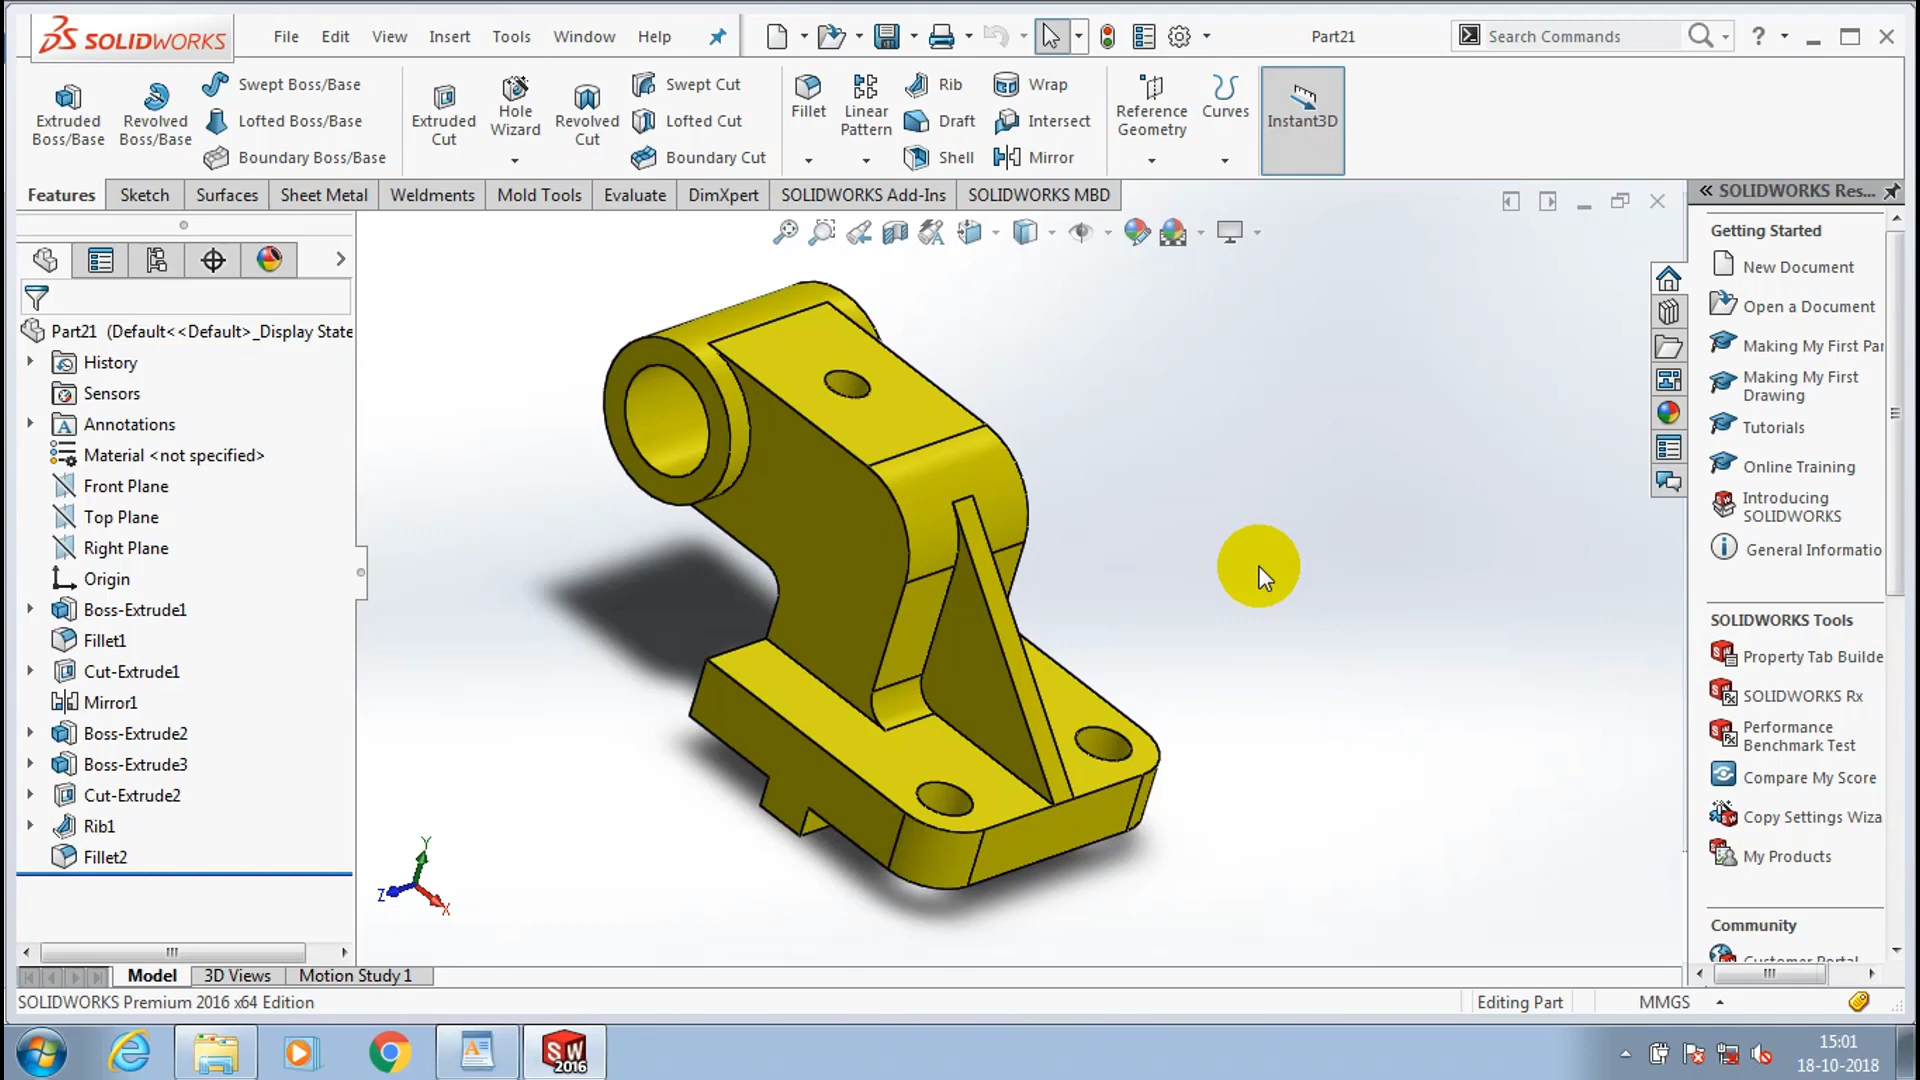 SOLIDWORKS
File Edit View Insert Tools Window Help
Part21
Search Commands
?
Extruded Boss/Base
Revolved Boss/Base
Swept Boss/Base
Lofted Boss/Base
Boundary Boss/Base
Extruded Cut
Hole Wizard
Revolved Cut
Swept Cut
Lofted Cut
Boundary Cut
Fillet
Linear Pattern
Rib
Draft
Shell
Wrap
Intersect
Mirror
Reference Geometry
Curves
Instant3D
Features Sketch Surfaces Sheet Metal Weldments Mold Tools Evaluate DimXpert SOLIDWORKS Add-Ins SOLIDWORKS MBD
Part21 (Default<<Default>_Display State
History
Sensors
Annotations
Material <not specified>
Front Plane
Top Plane
Right Plane
Origin
Boss-Extrude1
Fillet1
Cut-Extrude1
Mirror1
Boss-Extrude2
Boss-Extrude3
Cut-Extrude2
Rib1
Fillet2
Y
Z
X
SOLIDWORKS Res...
Getting Started
New Document
Open a Document
Making My First Par
Making My First
Drawing
Tutorials
Online Training
Introducing
SOLIDWORKS
General Informatio
SOLIDWORKS Tools
Property Tab Builde
SOLIDWORKS Rx
Performance
Benchmark Test
Compare My Score
Copy Settings Wiza
My Products
Community
Model 3D Views Motion Study 1
SOLIDWORKS Premium 2016 x64 Edition
Editing Part
MMGS
SW
2016
15:01
18-10-2018